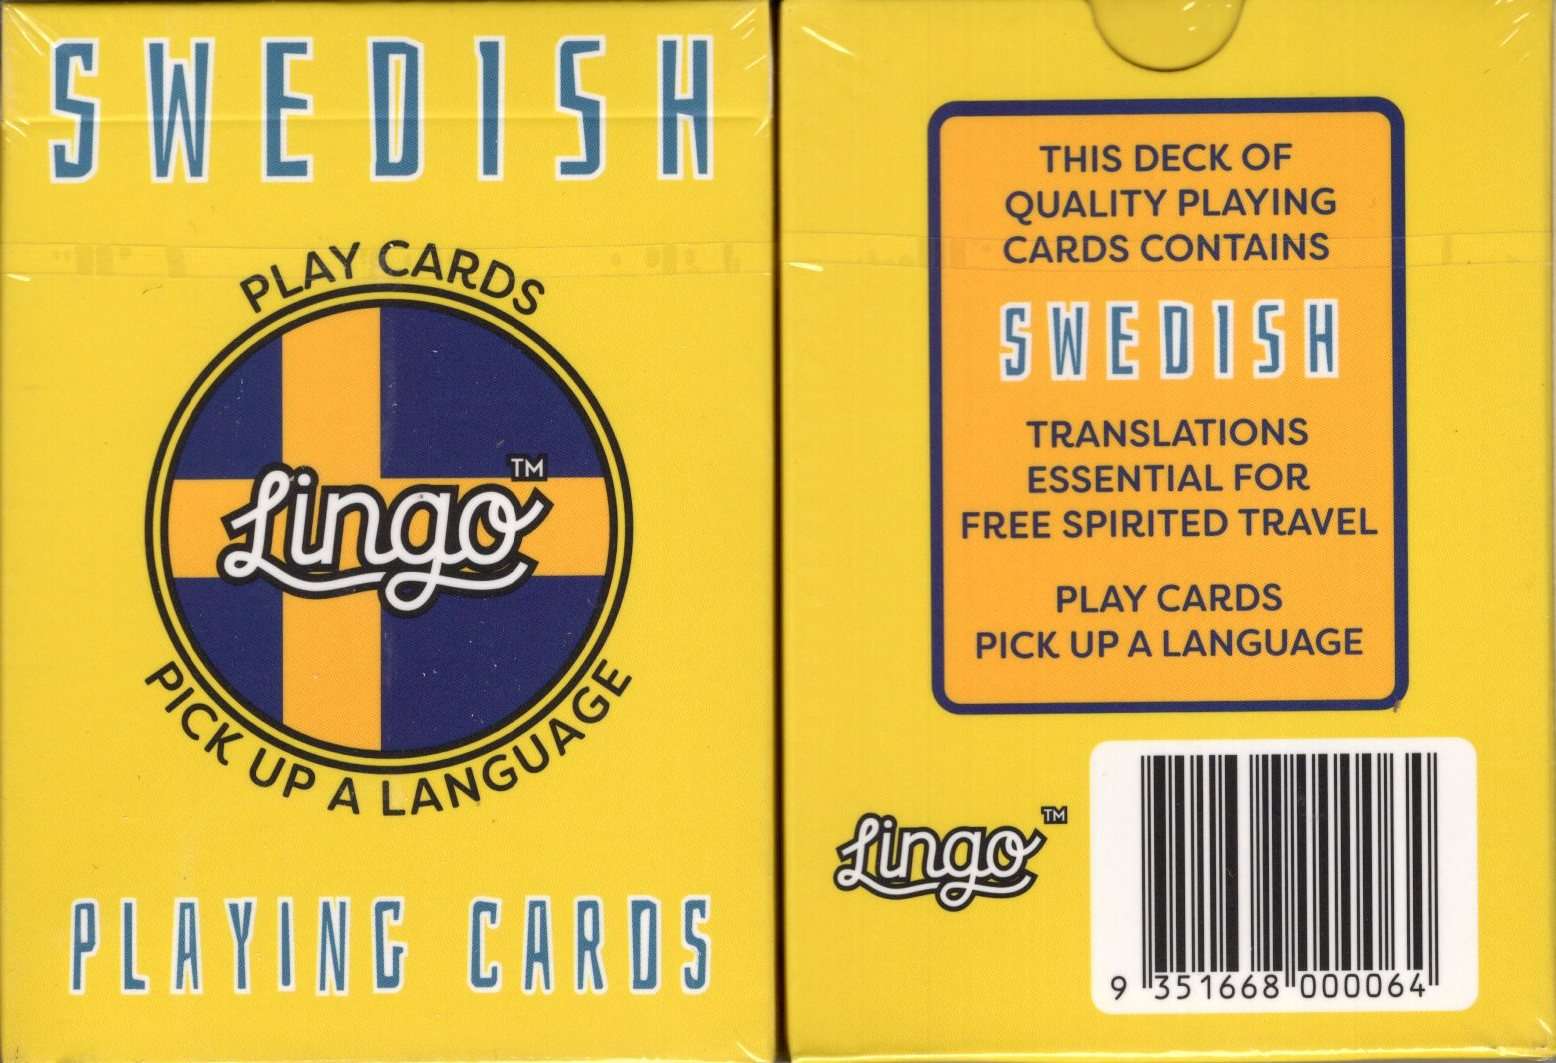 SWEDISH
PLAY CARDS
Lingo™
PICK UP A LANGUAGE
PLAYING CARDS
THIS DECK OF
QUALITY PLAYING
CARDS CONTAINS
SWEDISH
TRANSLATIONS
ESSENTIAL FOR
FREE SPIRITED TRAVEL
PLAY CARDS
PICK UP A LANGUAGE
Lingo™
9 351668 000064